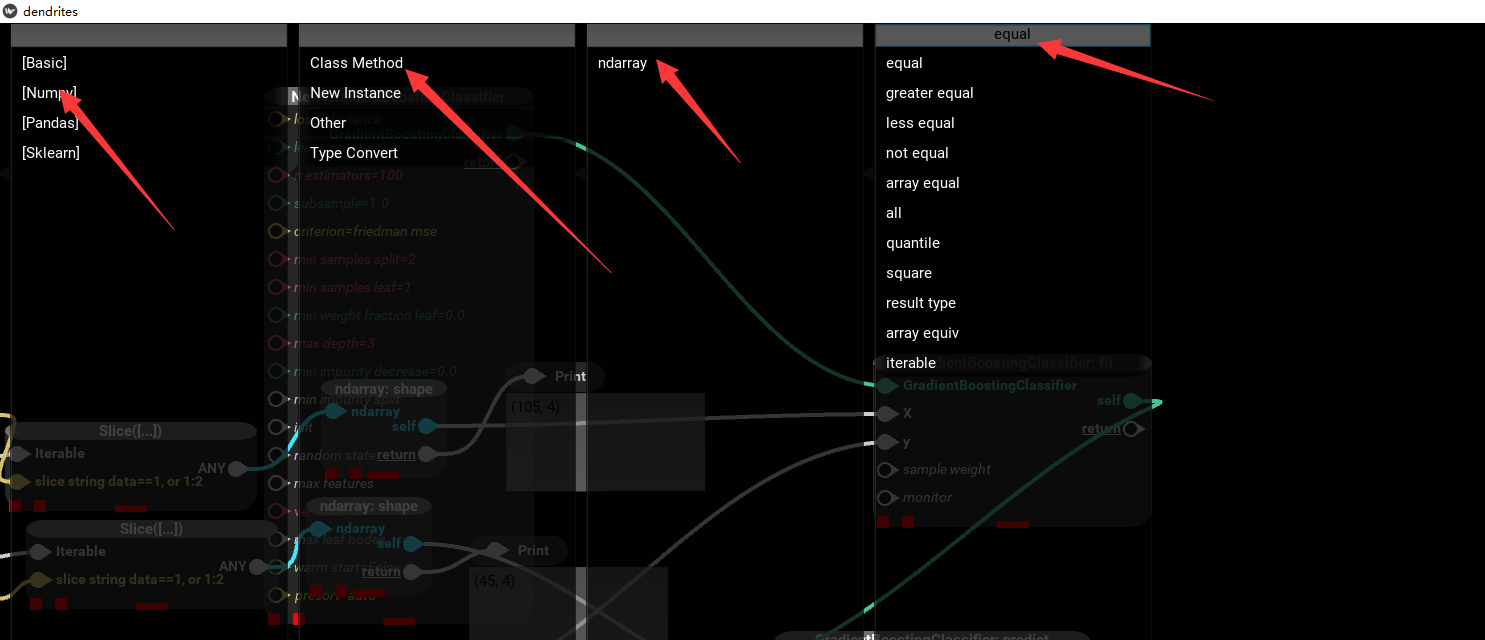 dendrites
equal
[Basic]
[Numpy]
[Pandas]
[Sklearn]
Class Method
New Instance
Other
Type Convert
ndarray
equal
greater equal
less equal
not equal
array equal
all
quantile
square
result type
array equiv
iterable
GradientBoostingClassifier
return
n estimators=100
subsample=1.0
criterion=friedman mse
min samples split=2
min samples leaf=1
min weight fraction leaf=0.0
max depth=3
min impurity decrease=0.0
min impurity split
init
random state
max features
max leaf nodes
warm start=False
presort=auto
ndarray: shape
ndarray
self
return
Print
(105, 4)
ndarray: shape
ndarray
self
return
Print
(45, 4)
Slice([...])
Iterable
ANY
slice string data==1, or 1:2
Slice([...])
Iterable
ANY
slice string data==1, or 1:2
GradientBoostingClassifier: fit
GradientBoostingClassifier
self
X
return
y
sample weight
monitor
GradientBoostingClassifier: predict